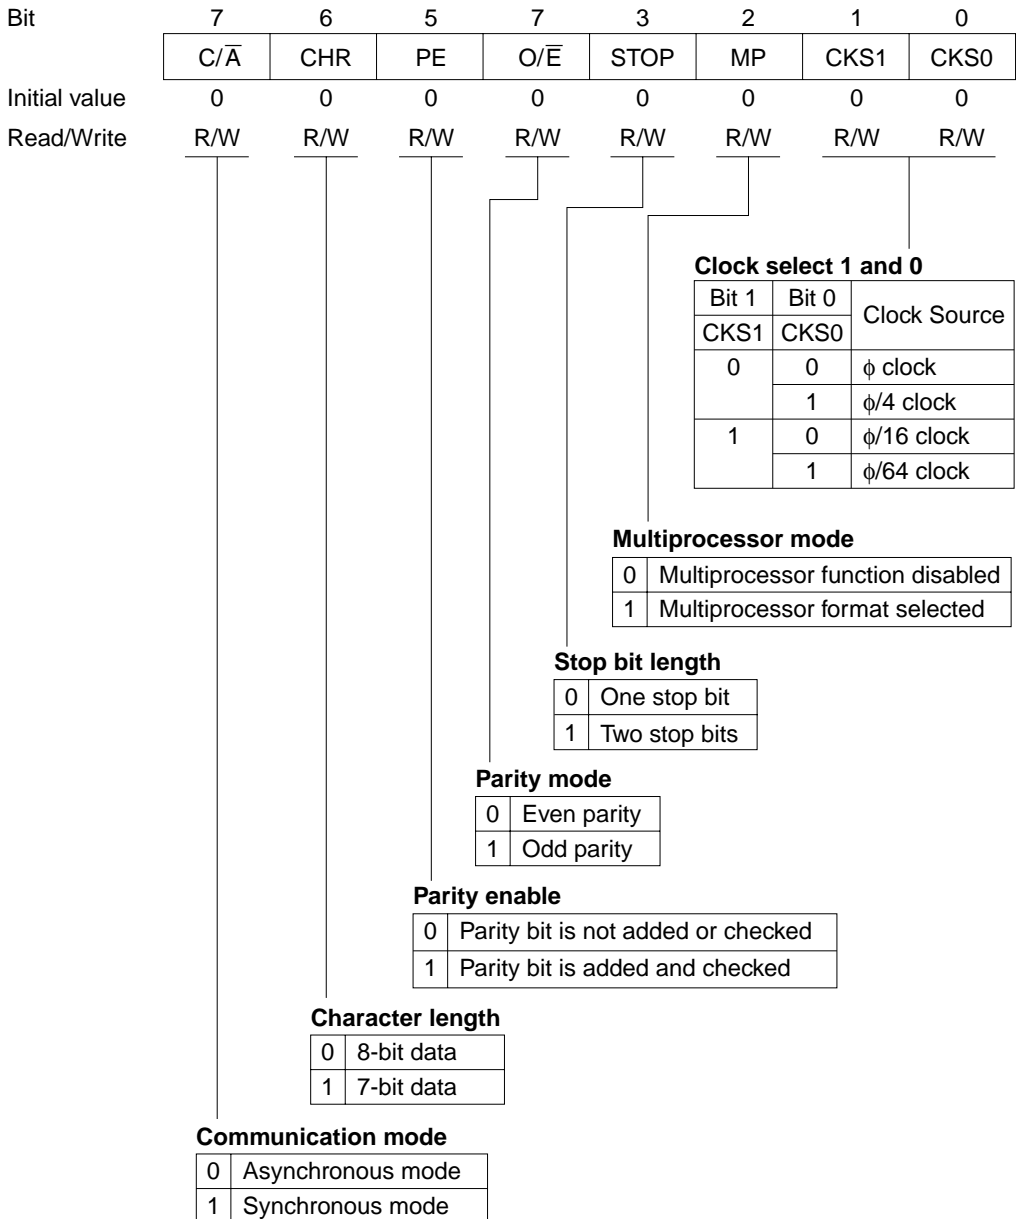 Bit 7 6 5 7 3 2 1 0
C/A̅ CHR PE O/E̅ STOP MP CKS1 CKS0
Initial value 0 0 0 0 0 0 0 0
Read/Write R/W R/W R/W R/W R/W R/W R/W R/W
Clock select 1 and 0
Bit 1 Bit 0 Clock Source
CKS1 CKS0
0 0 ϕ clock
1 ϕ/4 clock
1 0 ϕ/16 clock
1 ϕ/64 clock
Multiprocessor mode
0 Multiprocessor function disabled
1 Multiprocessor format selected
Stop bit length
0 One stop bit
1 Two stop bits
Parity mode
0 Even parity
1 Odd parity
Parity enable
0 Parity bit is not added or checked
1 Parity bit is added and checked
Character length
0 8-bit data
1 7-bit data
Communication mode
0 Asynchronous mode
1 Synchronous mode